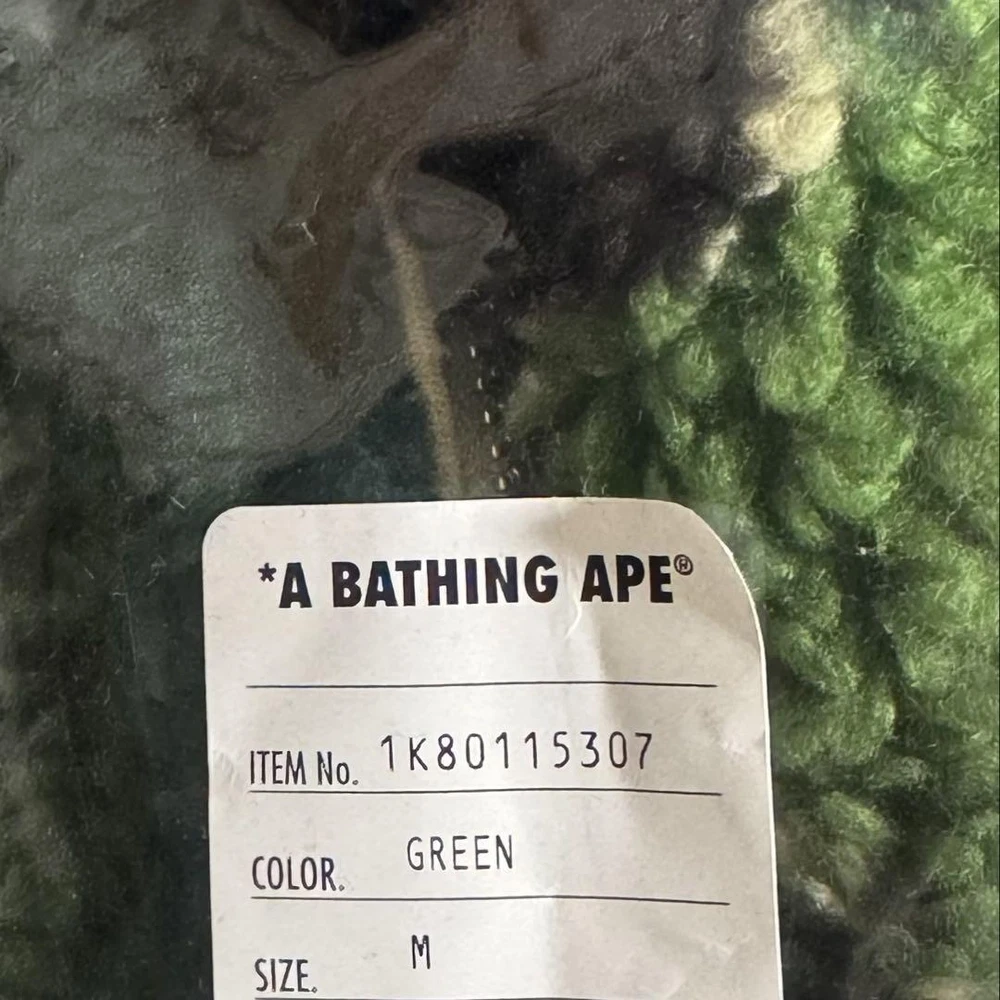 *A BATHING APE®
ITEM No. 1K80115307
COLOR. GREEN
SIZE. M